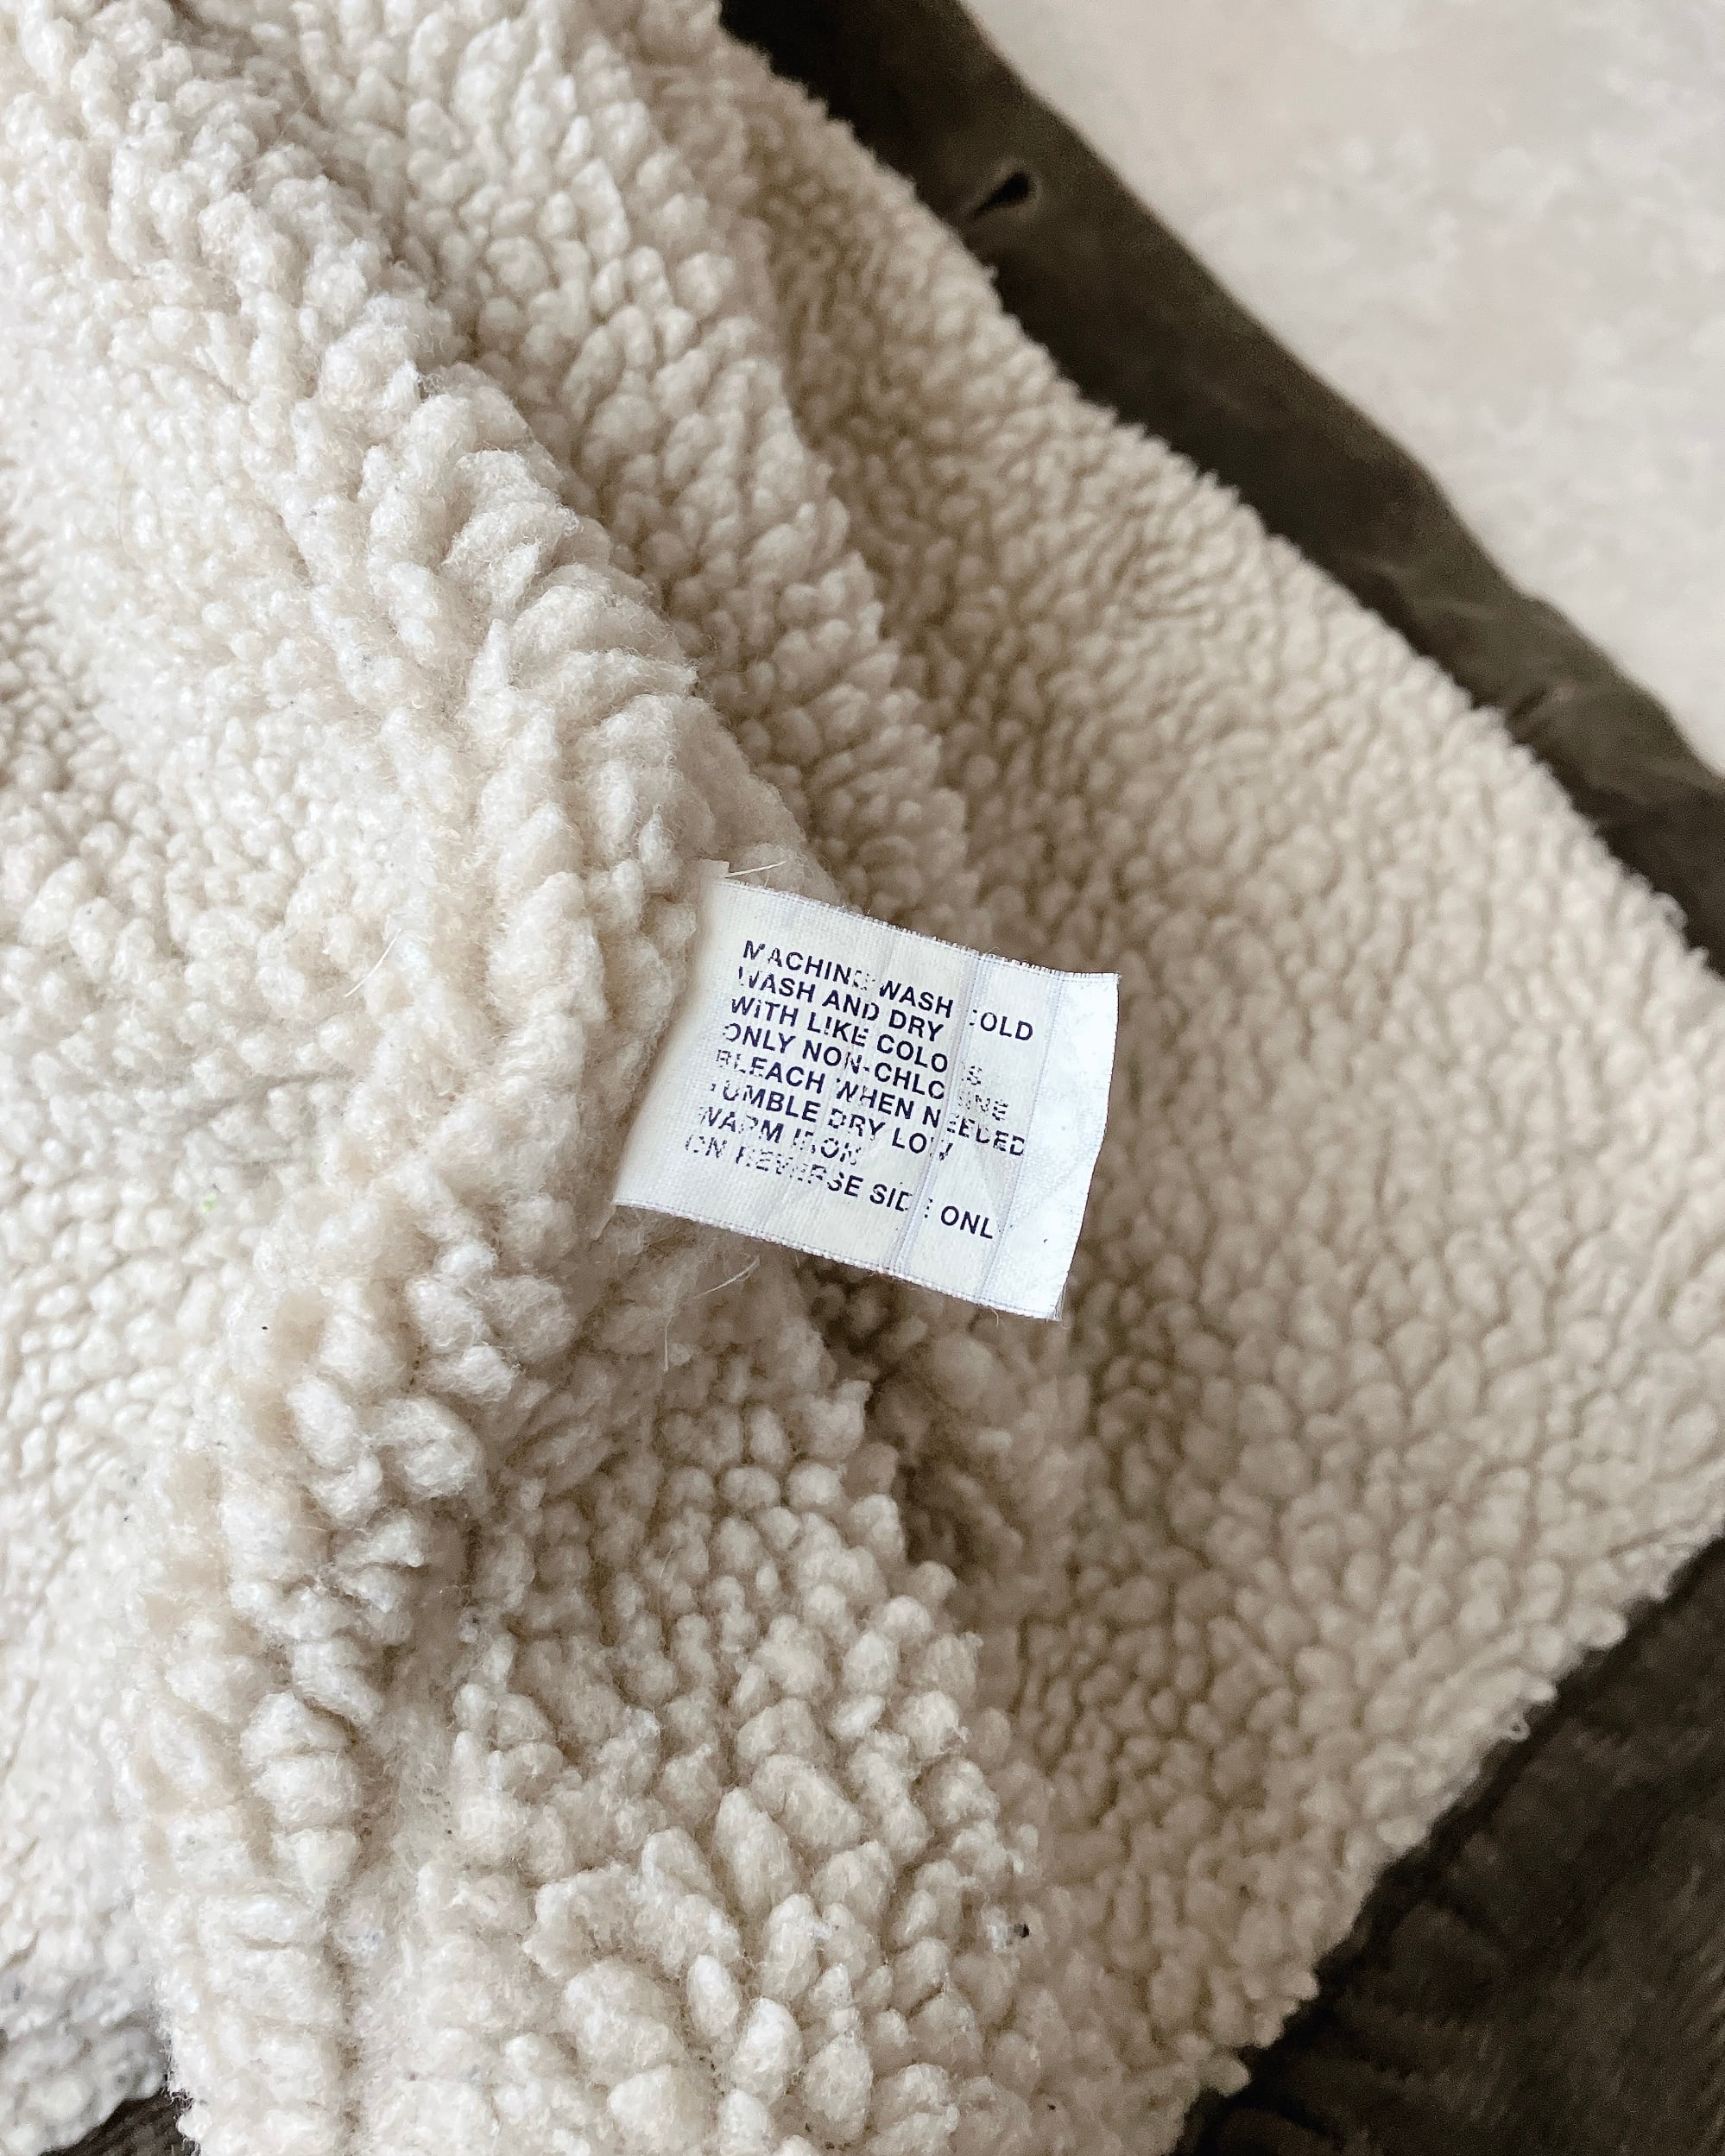 MACHINE WASH COLD
WASH AND DRY
WITH LIKE COLORS
ONLY NON-CHLORINE
BLEACH WHEN NEEDED
TUMBLE DRY LOW
WARM IRON
ON REVERSE SIDE ONLY